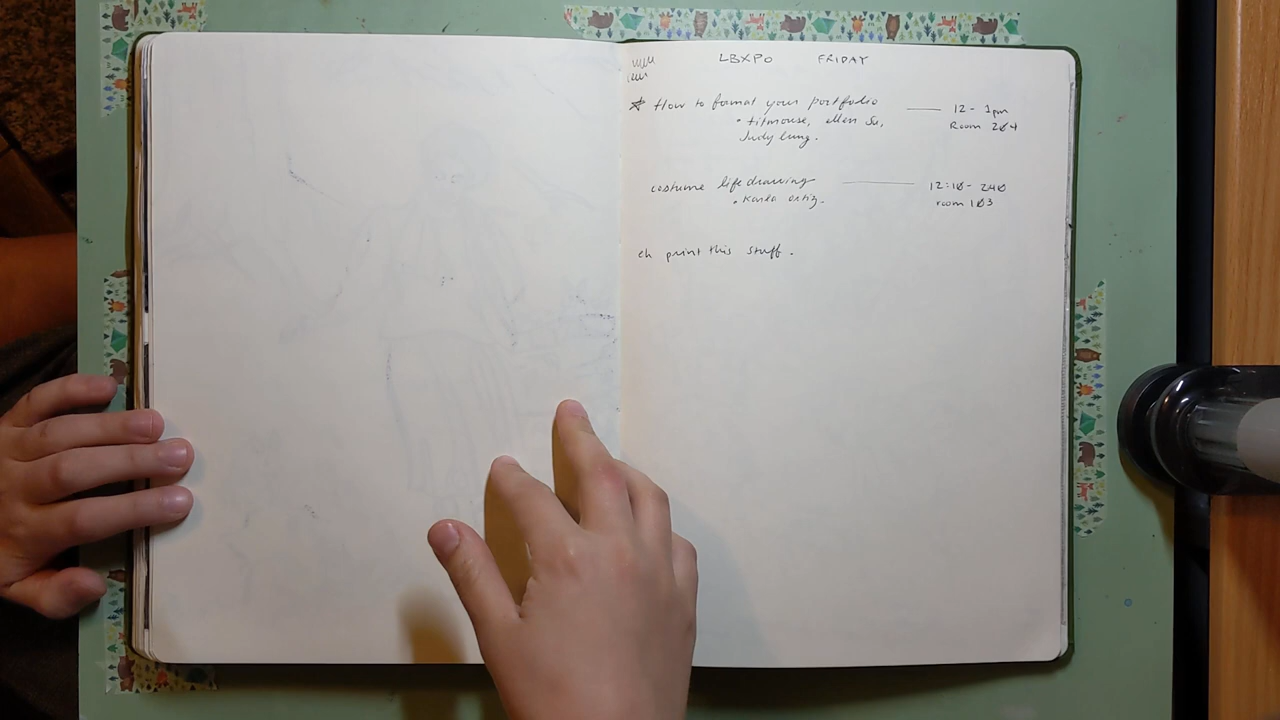 LBXPO FRIDAY
How to format your portfolio 12 - 1pm
• titmouse, ellen Su, Room 204
Judy Lung.
costume life drawing 12:10 - 240
• Karla ortiz. room 103
eh print this stuff.